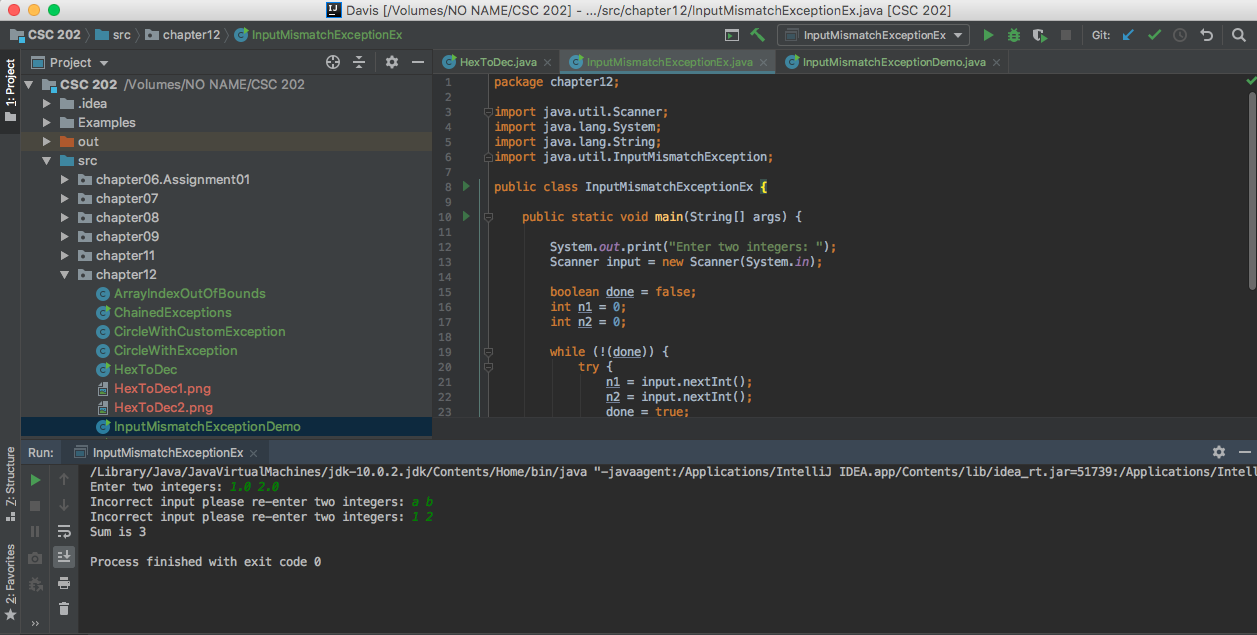 Davis [/Volumes/NO NAME/CSC 202] - .../src/chapter12/InputMismatchExceptionEx.java [CSC 202]
CSC 202 src chapter12 InputMismatchExceptionEx InputMismatchExceptionEx Git:
1: Project
Project
HexToDec.java InputMismatchExceptionEx.java InputMismatchExceptionDemo.java
CSC 202 /Volumes/NO NAME/CSC 202
.idea
Examples
out
src
chapter06.Assignment01
chapter07
chapter08
chapter09
chapter11
chapter12
ArrayIndexOutOfBounds
ChainedExceptions
CircleWithCustomException
CircleWithException
HexToDec
HexToDec1.png
HexToDec2.png
InputMismatchExceptionDemo
1 package chapter12;
2
3 import java.util.Scanner;
4 import java.lang.System;
5 import java.lang.String;
6 import java.util.InputMismatchException;
7
8 public class InputMismatchExceptionEx {
9
10 public static void main(String[] args) {
11
12 System.out.print("Enter two integers: ");
13 Scanner input = new Scanner(System.in);
14
15 boolean done = false;
16 int n1 = 0;
17 int n2 = 0;
18
19 while (!(done)) {
20 try {
21 n1 = input.nextInt();
22 n2 = input.nextInt();
23 done = true;
Run: InputMismatchExceptionEx
Z: Structure
2: Favorites
/Library/Java/JavaVirtualMachines/jdk-10.0.2.jdk/Contents/Home/bin/java "-javaagent:/Applications/IntelliJ IDEA.app/Contents/lib/idea_rt.jar=51739:/Applications/Intell
Enter two integers: 1.0 2.0
Incorrect input please re-enter two integers: a b
Incorrect input please re-enter two integers: 1 2
Sum is 3
Process finished with exit code 0